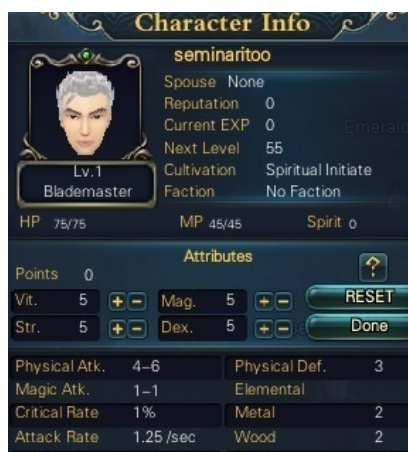 Character Info
seminaritoo
Spouse None
Reputation 0
Current EXP 0
Next Level 55
Cultivation Spiritual Initiate
Faction No Faction
Lv.1
Blademaster
HP 75/75 MP 45/45 Spirit 0
Attributes
Points 0 ?
Vit. 5 + - Mag. 5 + - RESET
Str. 5 + - Dex. 5 + - Done
Physical Atk. 4-6 Physical Def. 3
Magic Atk. 1-1 Elemental
Critical Rate 1% Metal 2
Attack Rate 1.25 /sec Wood 2